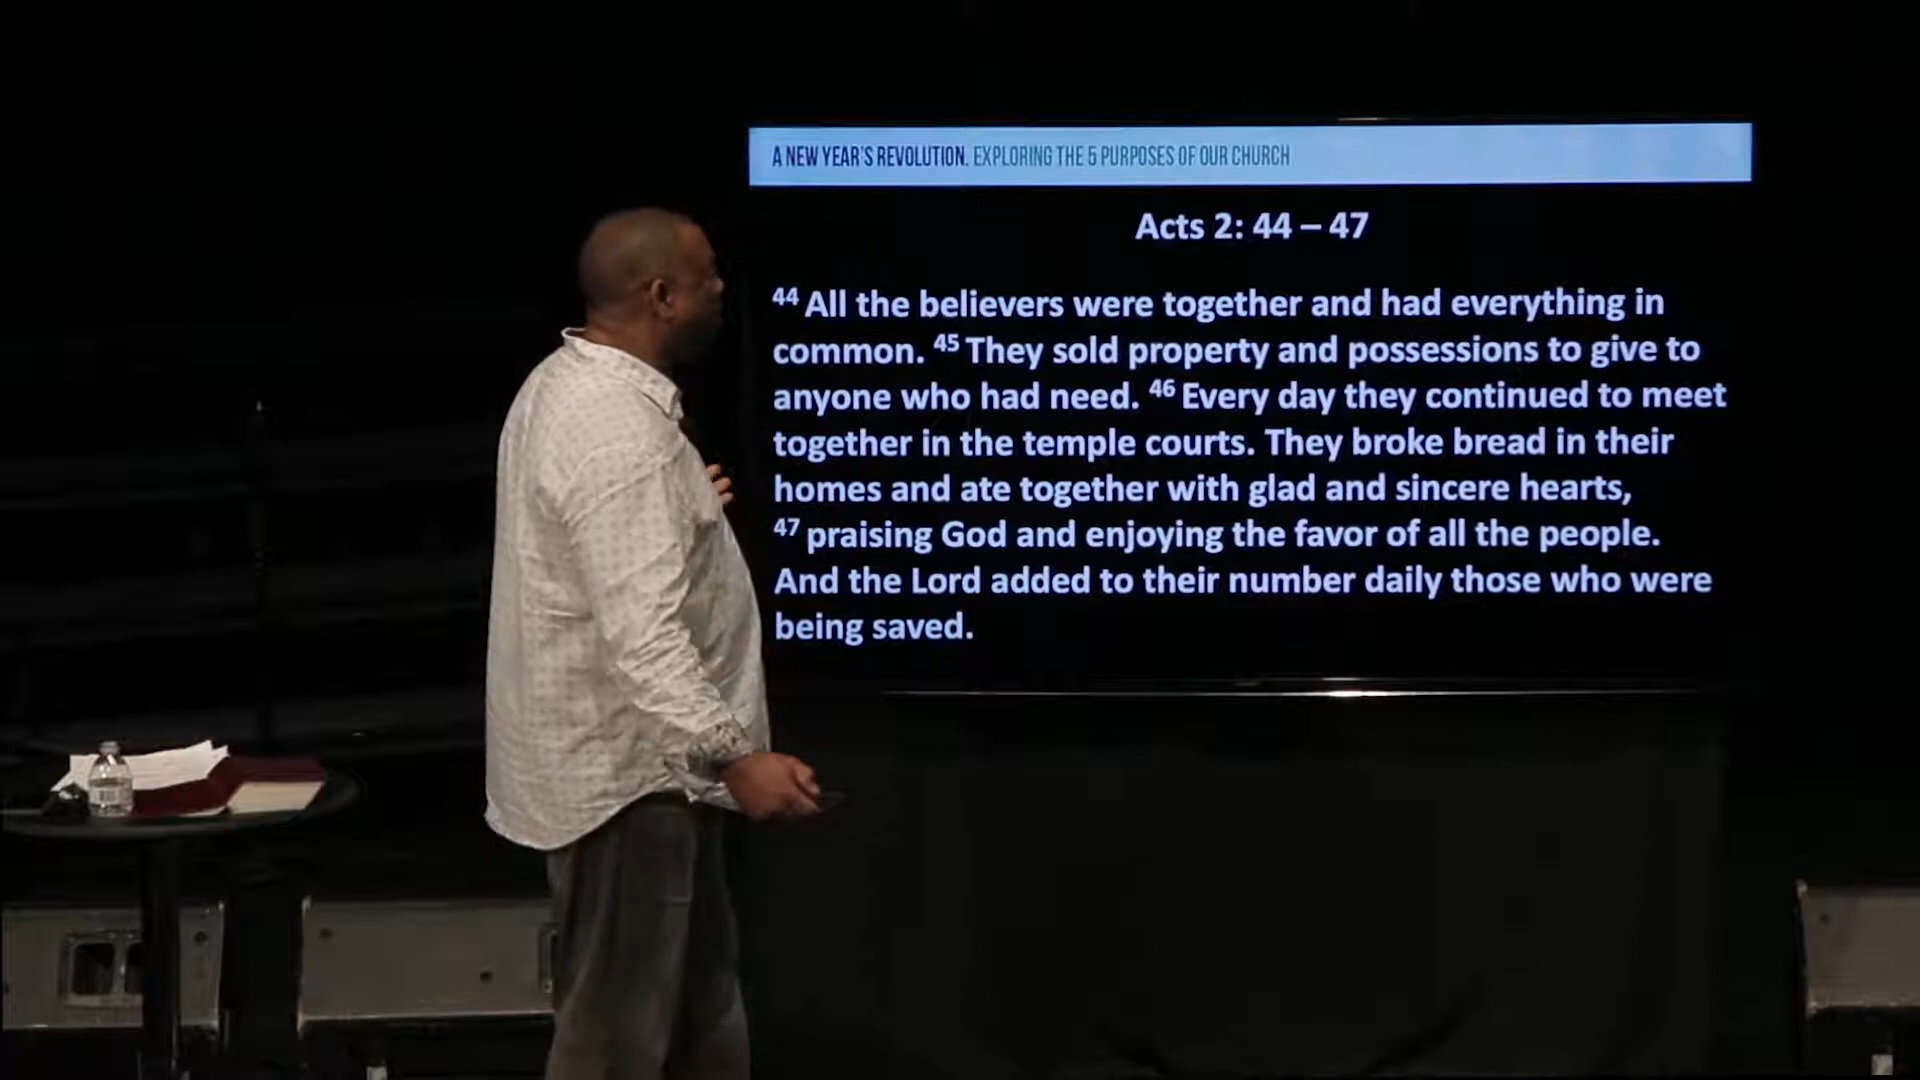 A NEW YEAR'S REVOLUTION. EXPLORING THE 5 PURPOSES OF OUR CHURCH
Acts 2: 44 – 47
44 All the believers were together and had everything in
common. 45 They sold property and possessions to give to
anyone who had need. 46 Every day they continued to meet
together in the temple courts. They broke bread in their
homes and ate together with glad and sincere hearts,
47 praising God and enjoying the favor of all the people.
And the Lord added to their number daily those who were
being saved.